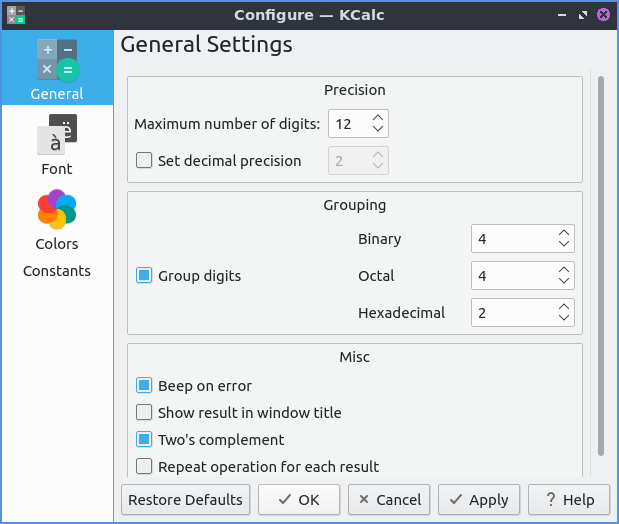 Configure — KCalc
General Settings
General
Font
Colors
Constants
Precision
Maximum number of digits: 12
Set decimal precision 2
Grouping
Binary 4
Group digits Octal 4
Hexadecimal 2
Misc
Beep on error
Show result in window title
Two's complement
Repeat operation for each result
Restore Defaults OK Cancel Apply ? Help